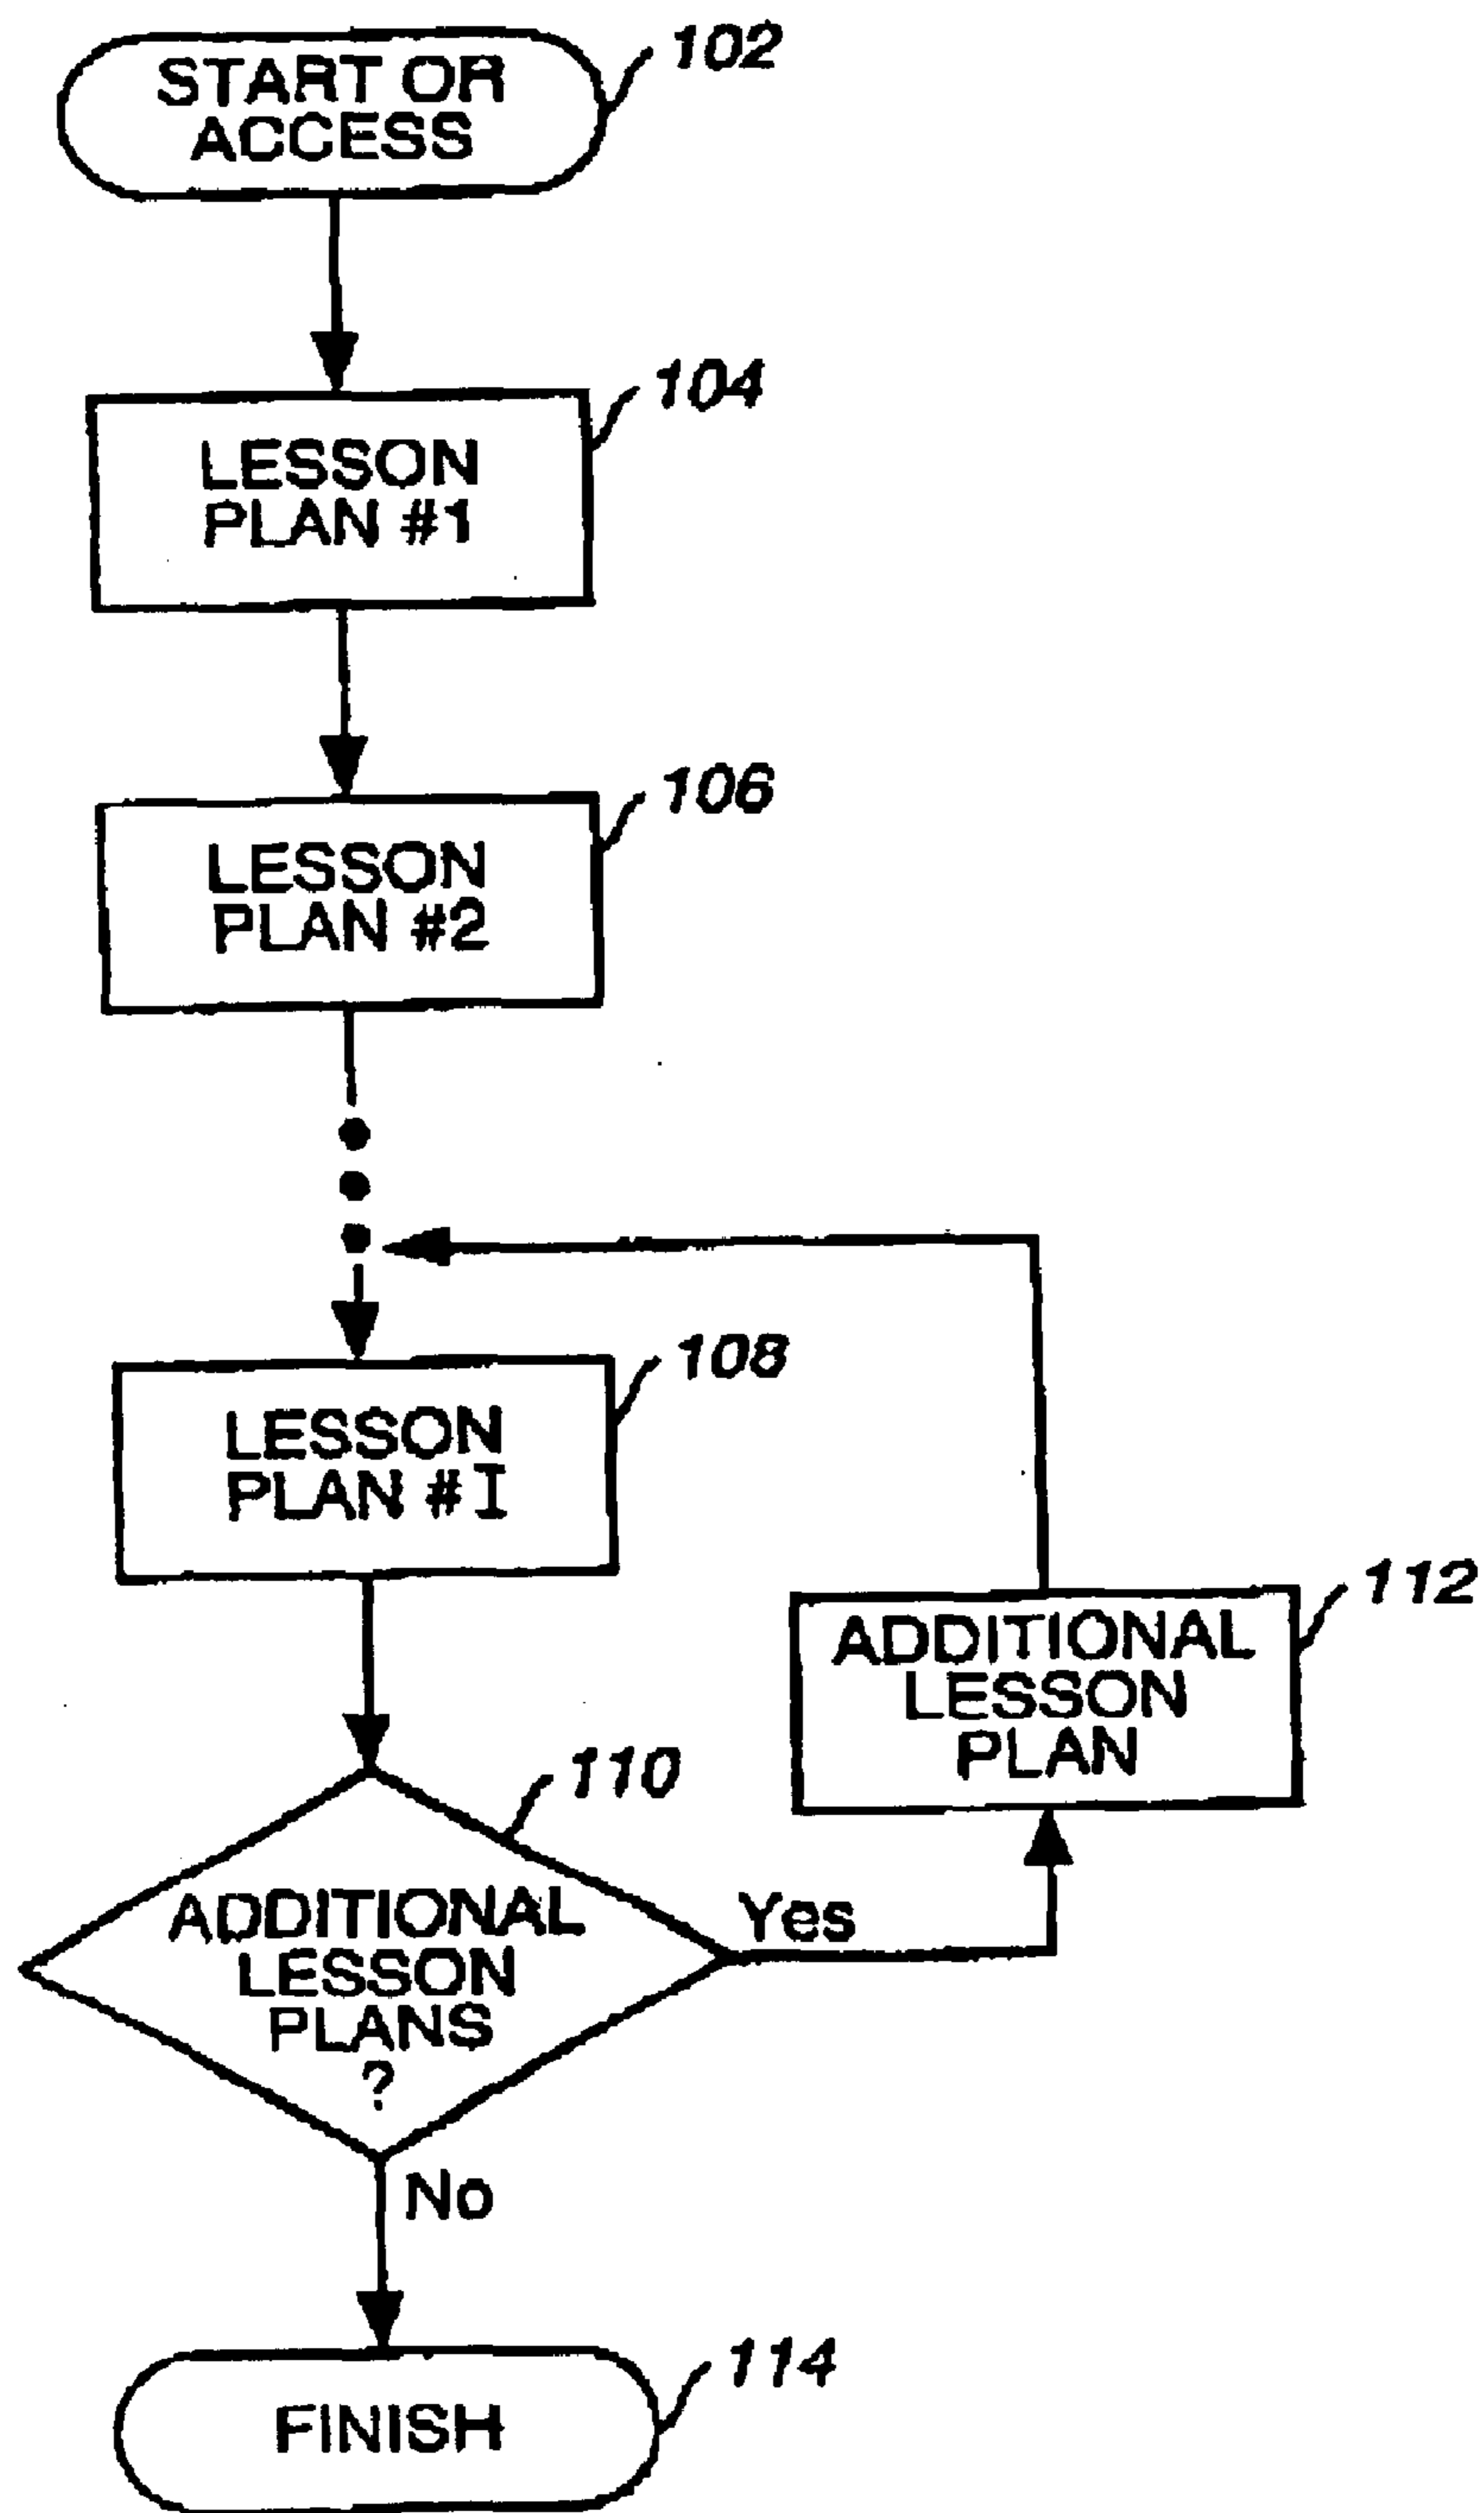 START OR
ACCESS
102
LESSON
PLAN #1
104
LESSON
PLAN #2
106
LESSON
PLAN #I
108
ADDITIONAL
LESSON
PLAN
112
110
ADDITIONAL
LESSON
PLANS
?
Yes
No
FINISH
114